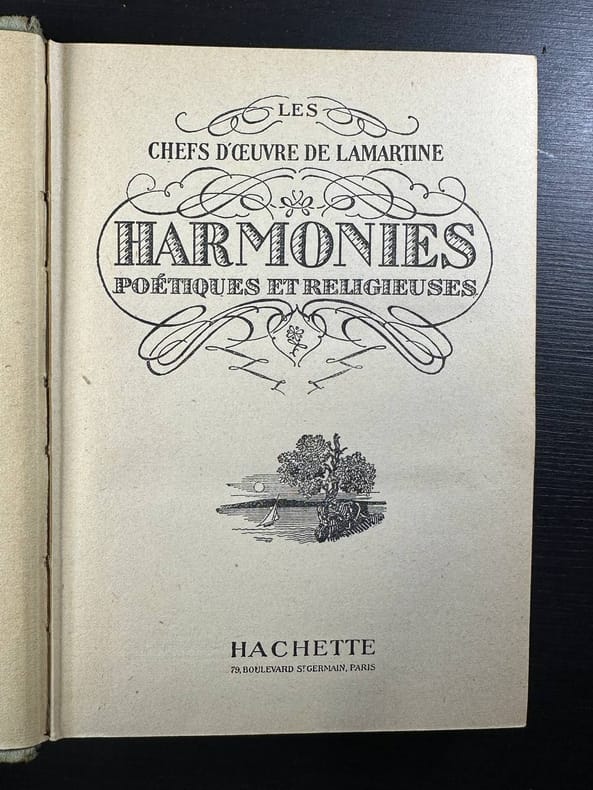 LES
CHEFS D'ŒUVRE DE LAMARTINE
HARMONIES
POÉTIQUES ET RELIGIEUSES
HACHETTE
79, BOULEVARD ST GERMAIN, PARIS